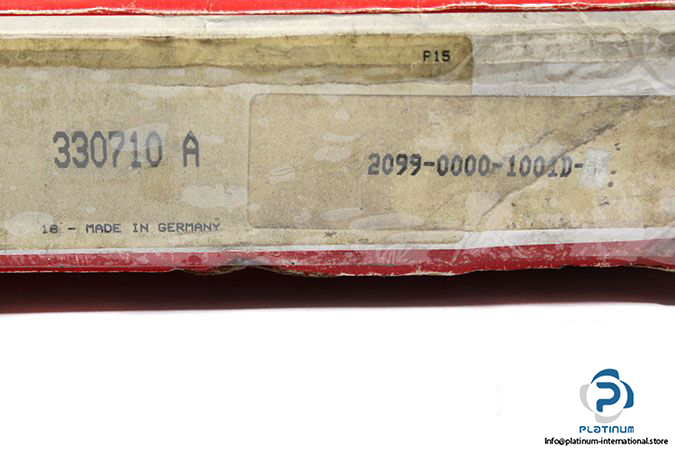 P15
330710 A
2099-0000-1001D-
18 - MADE IN GERMANY
PLATINUM
Info@platinum-international.store